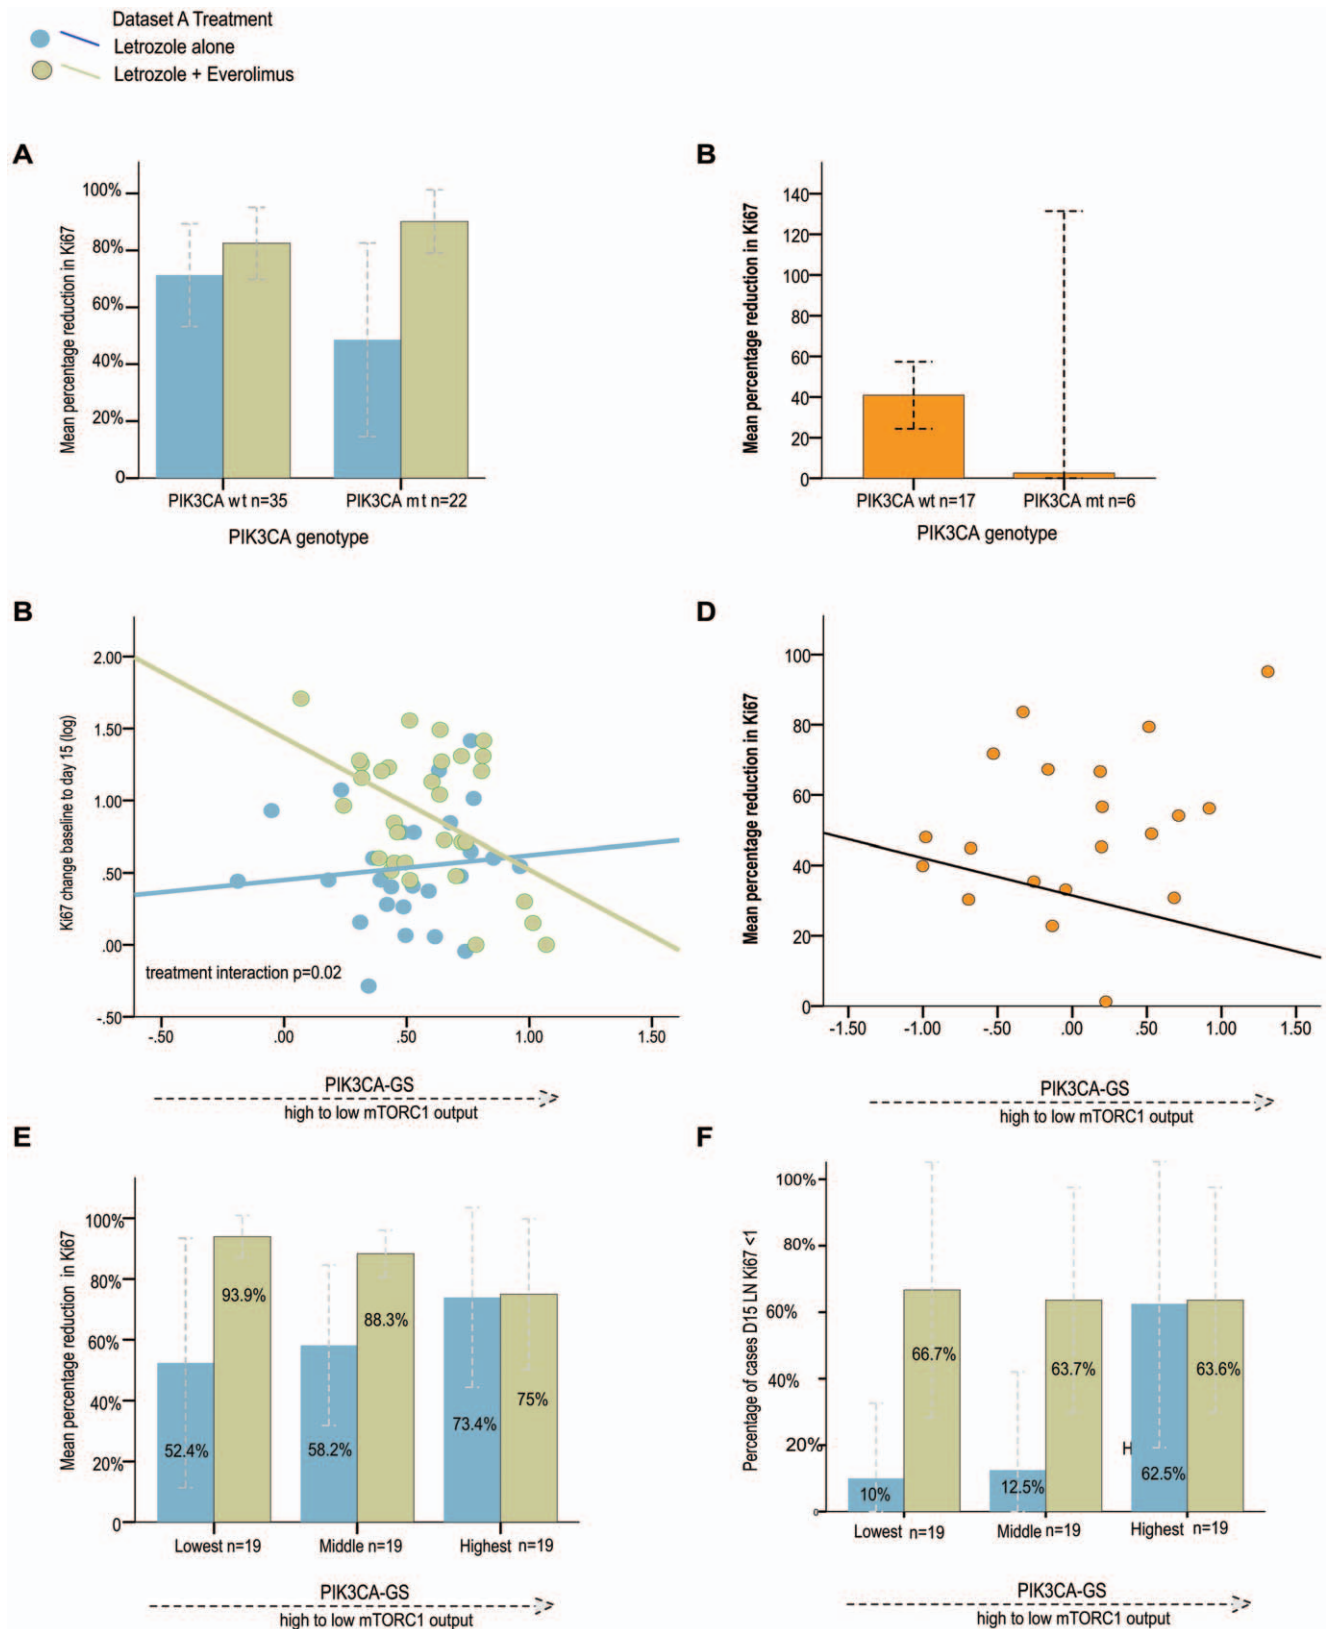 Dataset A Treatment
Letrozole alone
Letrozole + Everolimus
A
Mean percentage reduction in Ki67
100%
80%
60%
40%
20%
0
PIK3CA wt n=35
PIK3CA mt n=22
PIK3CA genotype
B
Mean percentage reduction in Ki67
140
120
100
80
60
40
20
0
PIK3CA wt n=17
PIK3CA mt n=6
PIK3CA genotype
B
Ki67 change baseline to day 15 (log)
2.00
1.50
1.00
.50
.00
-.50
treatment interaction p=0.02
-.50
.00
.50
1.00
1.50
PIK3CA-GS
high to low mTORC1 output
D
Mean percentage reduction in Ki67
100
80
60
40
20
0
-1.50
-1.00
-.50
.00
.50
1.00
1.50
PIK3CA-GS
high to low mTORC1 output
E
Mean percentage reduction in Ki67
100%
80%
60%
40%
20%
0
52.4%
93.9%
58.2%
88.3%
73.4%
75%
Lowest n=19
Middle n=19
Highest n=19
PIK3CA-GS
high to low mTORC1 output
F
Percentage of cases D15 LN Ki67 <1
100%
80%
60%
40%
20%
0
10%
66.7%
12.5%
63.7%
H
62.5%
63.6%
Lowest n=19
Middle n=19
Highest n=19
PIK3CA-GS
high to low mTORC1 output